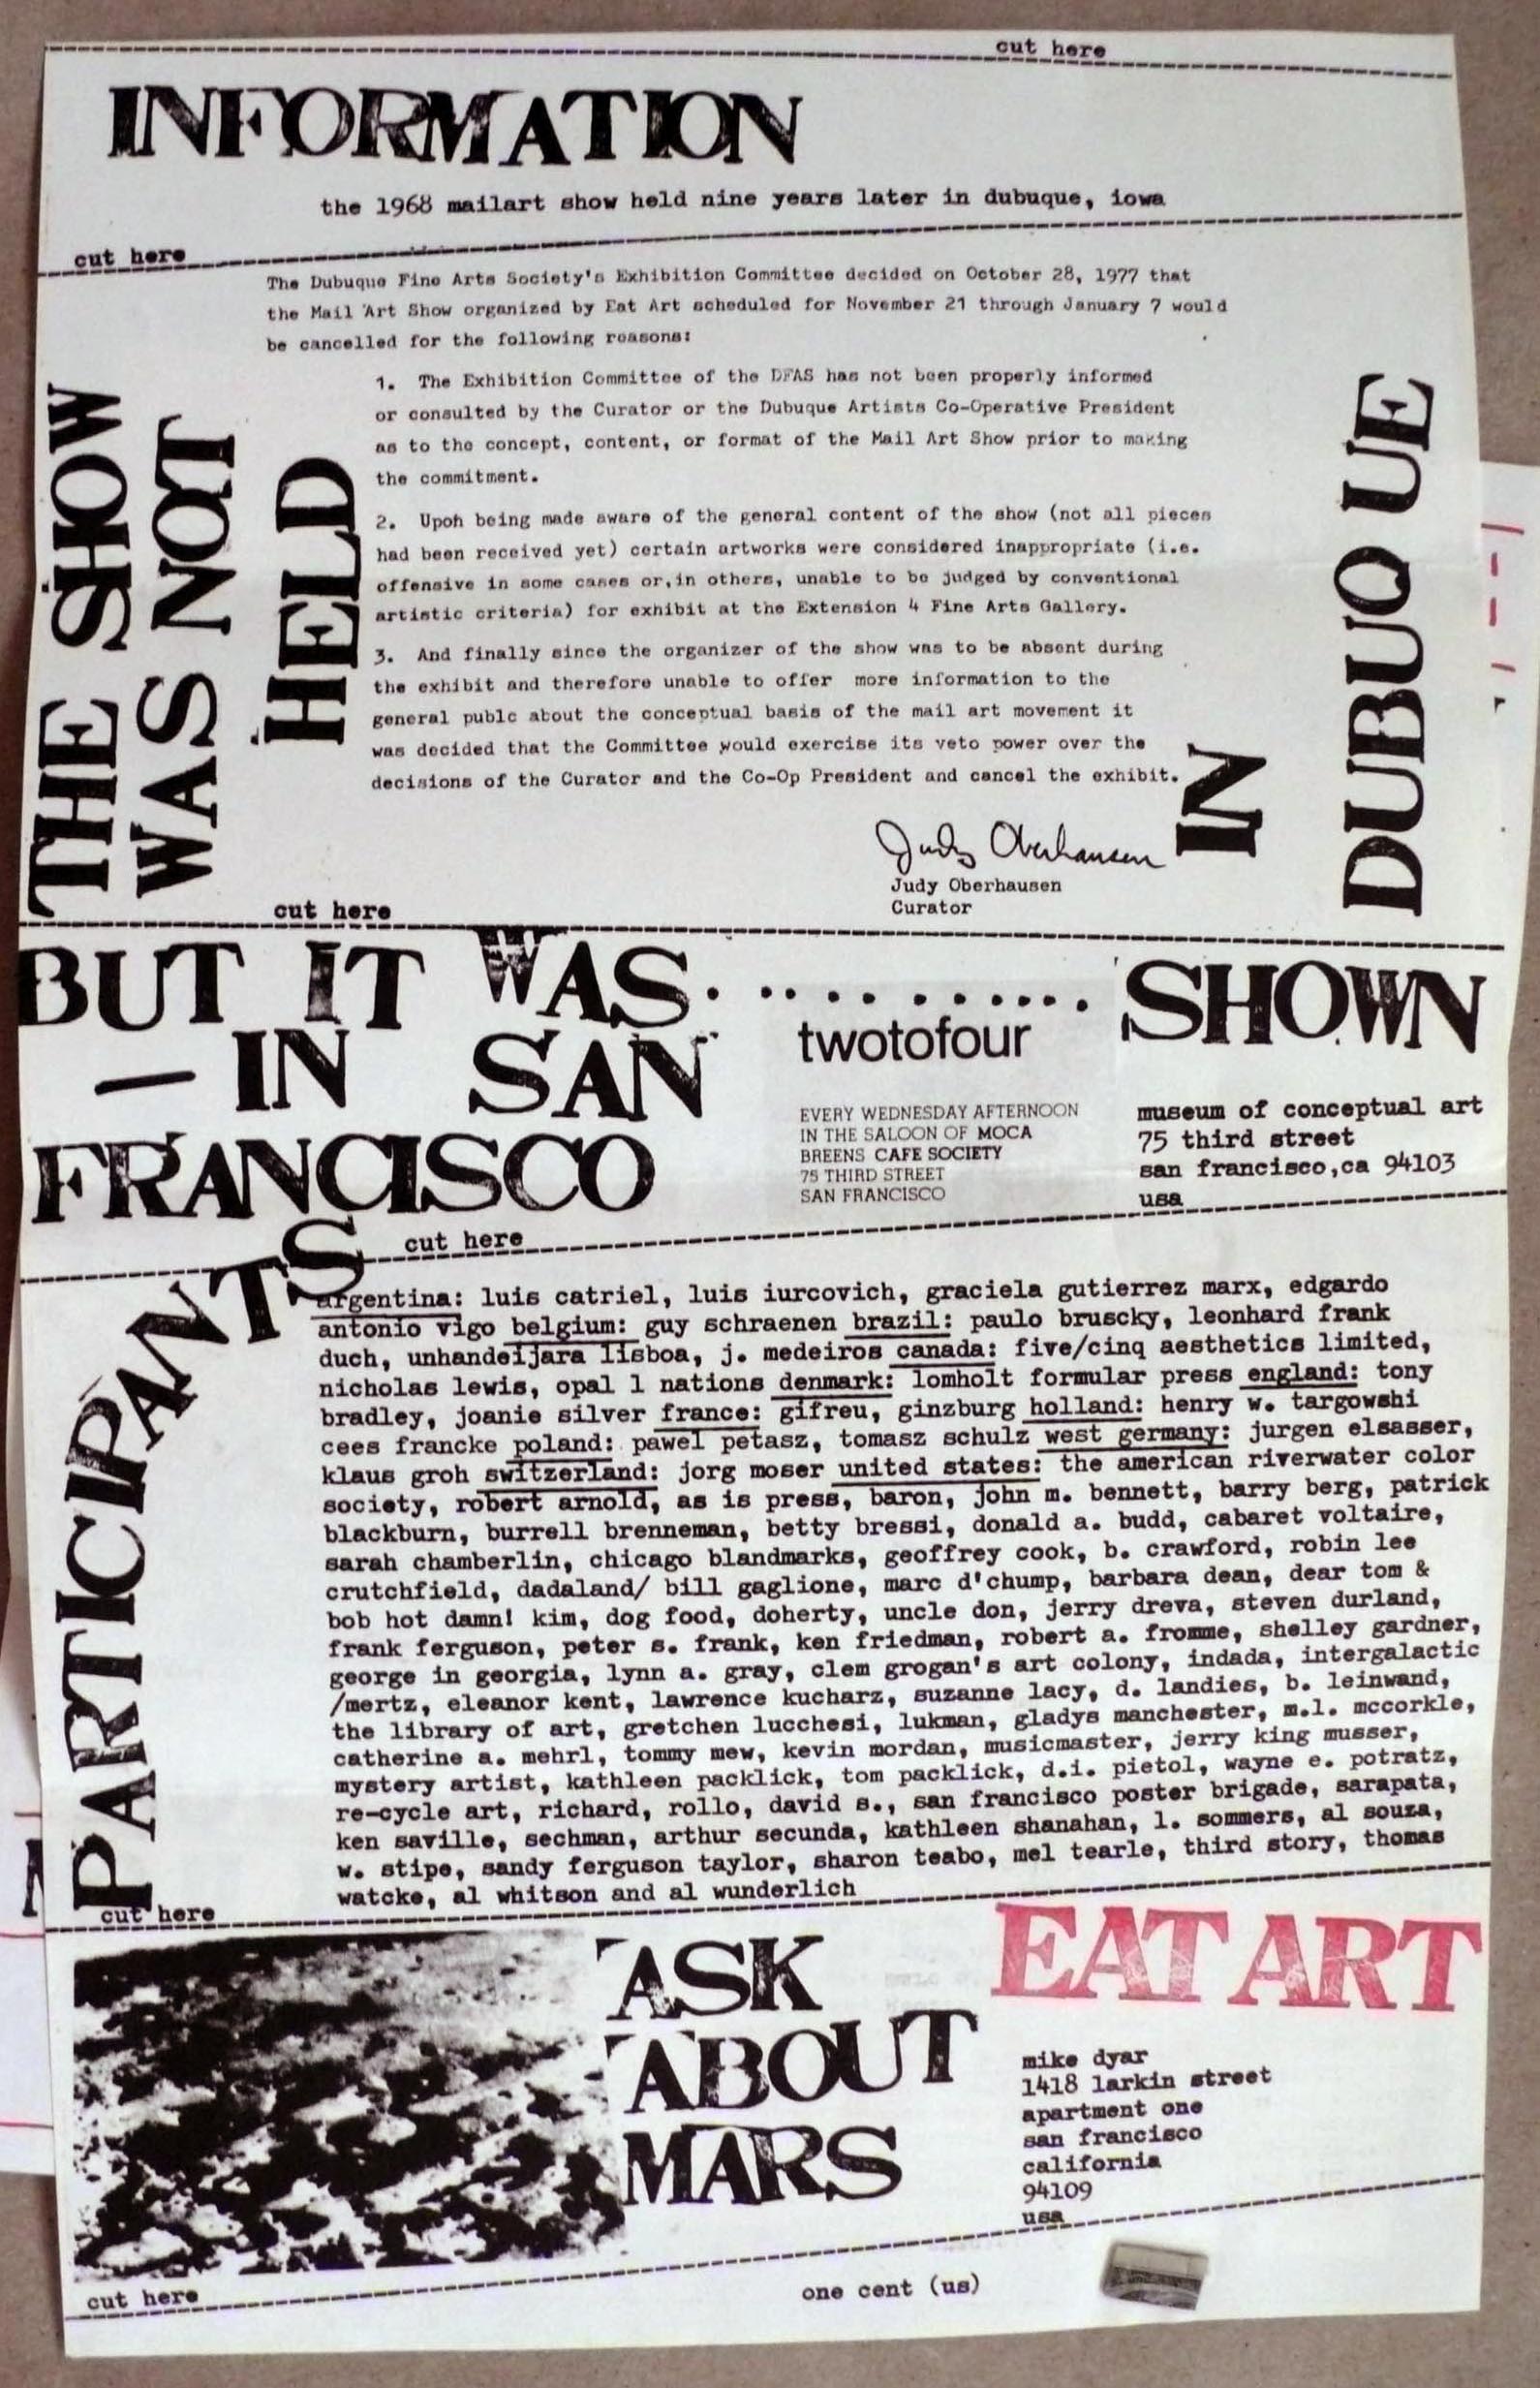 cut here
INFORMATION
the 1968 mailart show held nine years later in dubuque, iowa
cut here
The Dubuque Fine Arts Society's Exhibition Committee decided on October 28, 1977 that
the Mail Art Show organized by Eat Art scheduled for November 21 through January 7 would
be cancelled for the following reasons:
1. The Exhibition Committee of the DFAS has not been properly informed
or consulted by the Curator or the Dubuque Artists Co-Operative President
as to the concept, content, or format of the Mail Art Show prior to making
the commitment.
2. Upoh being made aware of the general content of the show (not all pieces
had been received yet) certain artworks were considered inappropriate (i.e.
offensive in some cases or,in others, unable to be judged by conventional
artistic criteria) for exhibit at the Extension 4 Fine Arts Gallery.
3. And finally since the organizer of the show was to be absent during
the exhibit and therefore unable to offer more information to the
general publc about the conceptual basis of the mail art movement it
was decided that the Committee would exercise its veto power over the
decisions of the Curator and the Co-Op President and cancel the exhibit.
Judy Oberhausen
Judy Oberhausen
Curator
THE SHOW
WAS NOT
HELD
IN
DUBUQUE
cut here
BUT IT WAS. . . . . . . . . . . . SHOWN
— IN SAN
FRANCISCO
twotofour
EVERY WEDNESDAY AFTERNOON
IN THE SALOON OF MOCA
BREENS CAFE SOCIETY
75 THIRD STREET
SAN FRANCISCO
museum of conceptual art
75 third street
san francisco,ca 94103
usa
cut here
PARTICIPANTS
argentina: luis catriel, luis iurcovich, graciela gutierrez marx, edgardo
antonio vigo belgium: guy schraenen brazil: paulo bruscky, leonhard frank
duch, unhandeijara lisboa, j. medeiros canada: five/cinq aesthetics limited,
nicholas lewis, opal l nations denmark: lomholt formular press england: tony
bradley, joanie silver france: gifreu, ginzburg holland: henry w. targowski
cees francke poland: pawel petasz, tomasz schulz west germany: jurgen elsasser,
klaus groh switzerland: jorg moser united states: the american riverwater color
society, robert arnold, as is press, baron, john m. bennett, barry berg, patrick
blackburn, burrell brenneman, betty bressi, donald a. budd, cabaret voltaire,
sarah chamberlin, chicago blandmarks, geoffrey cook, b. crawford, robin lee
crutchfield, dadaland/ bill gaglione, marc d'chump, barbara dean, dear tom &
bob hot damn! kim, dog food, doherty, uncle don, jerry dreva, steven durland,
frank ferguson, peter s. frank, ken friedman, robert a. fromme, shelley gardner,
george in georgia, lynn a. gray, clem grogan's art colony, indada, intergalactic
/mertz, eleanor kent, lawrence kucharz, suzanne lacy, d. landies, b. leinwand,
the library of art, gretchen lucchesi, lukman, gladys manchester, m.l. mccorkle,
catherine a. mehrl, tommy mew, kevin mordan, musicmaster, jerry king musser,
mystery artist, kathleen packlick, tom packlick, d.i. pietol, wayne e. potratz,
re-cycle art, richard, rollo, david s., san francisco poster brigade, sarapata,
ken saville, sechman, arthur secunda, kathleen shanahan, l. sommers, al souza,
w. stipe, sandy ferguson taylor, sharon teabo, mel tearle, third story, thomas
watcke, al whitson and al wunderlich
cut here
ASK
ABOUT
MARS
EAT ART
mike dyar
1418 larkin street
apartment one
san francisco
california
94109
usa
cut here
one cent (us)